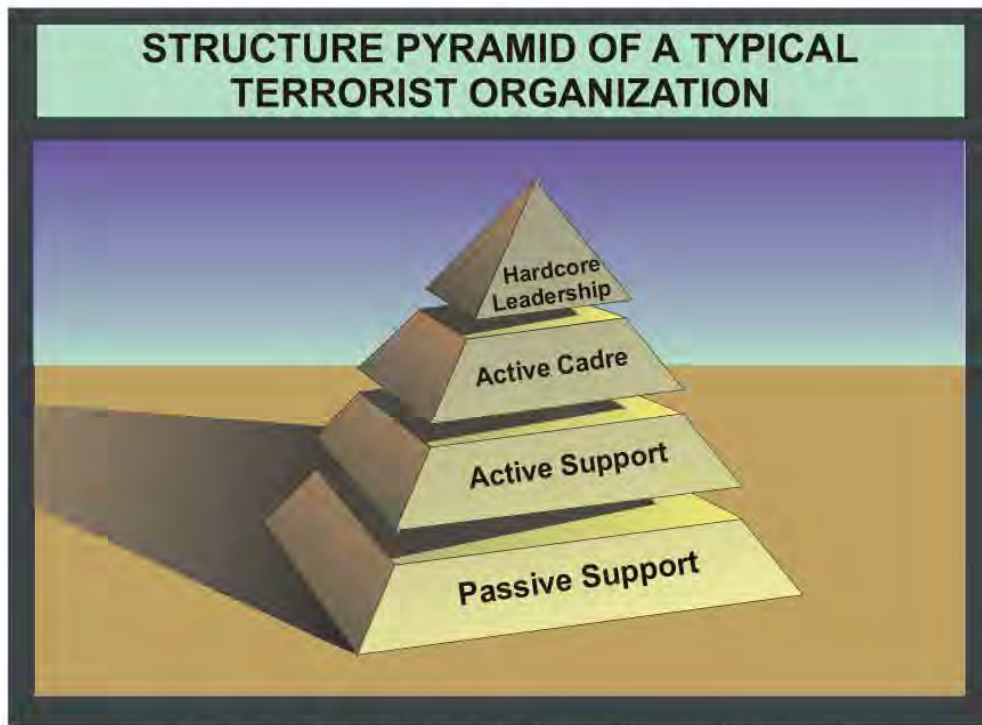 STRUCTURE PYRAMID OF A TYPICAL
TERRORIST ORGANIZATION
Hardcore
Leadership
Active Cadre
Active Support
Passive Support